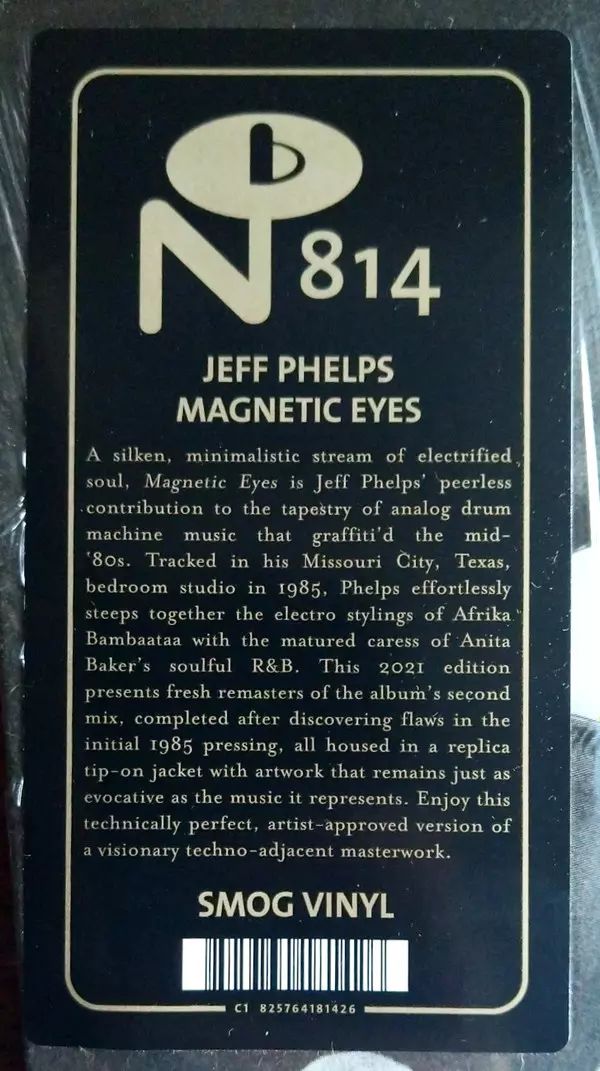 N
814
JEFF PHELPS
MAGNETIC EYES
A silken, minimalistic stream of electrified
soul, Magnetic Eyes is Jeff Phelps' peerless
contribution to the tapestry of analog drum
machine music that graffiti'd the mid-
'80s. Tracked in his Missouri City, Texas,
bedroom studio in 1985, Phelps effortlessly
steeps together the electro stylings of Afrika
Bambaataa with the matured caress of Anita
Baker's soulful R&B. This 2021 edition
presents fresh remasters of the album's second
mix, completed after discovering flaws in the
initial 1985 pressing, all housed in a replica
tip-on jacket with artwork that remains just as
evocative as the music it represents. Enjoy this
technically perfect, artist-approved version of
a visionary techno-adjacent masterwork.
SMOG VINYL
C1 825764181426